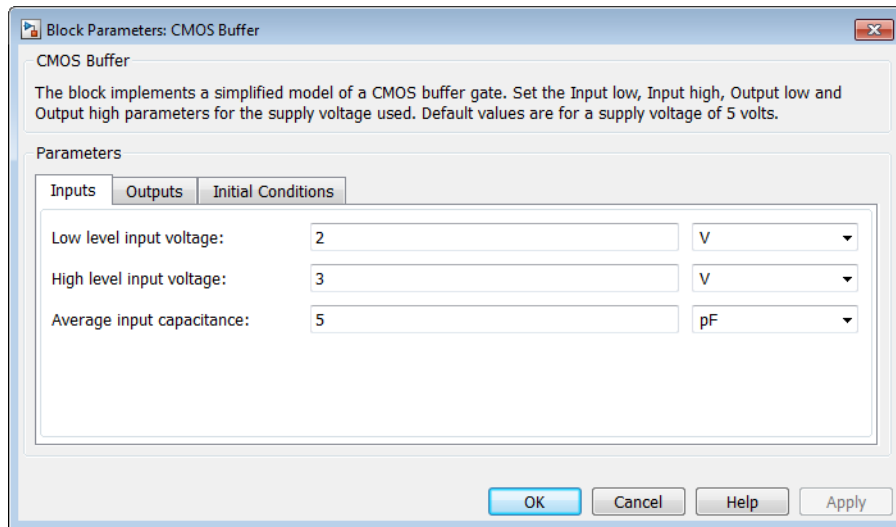 Block Parameters: CMOS Buffer
CMOS Buffer
The block implements a simplified model of a CMOS buffer gate. Set the Input low, Input high, Output low and
Output high parameters for the supply voltage used. Default values are for a supply voltage of 5 volts.
Parameters
Inputs Outputs Initial Conditions
Low level input voltage: 2 V
High level input voltage: 3 V
Average input capacitance: 5 pF
OK Cancel Help Apply